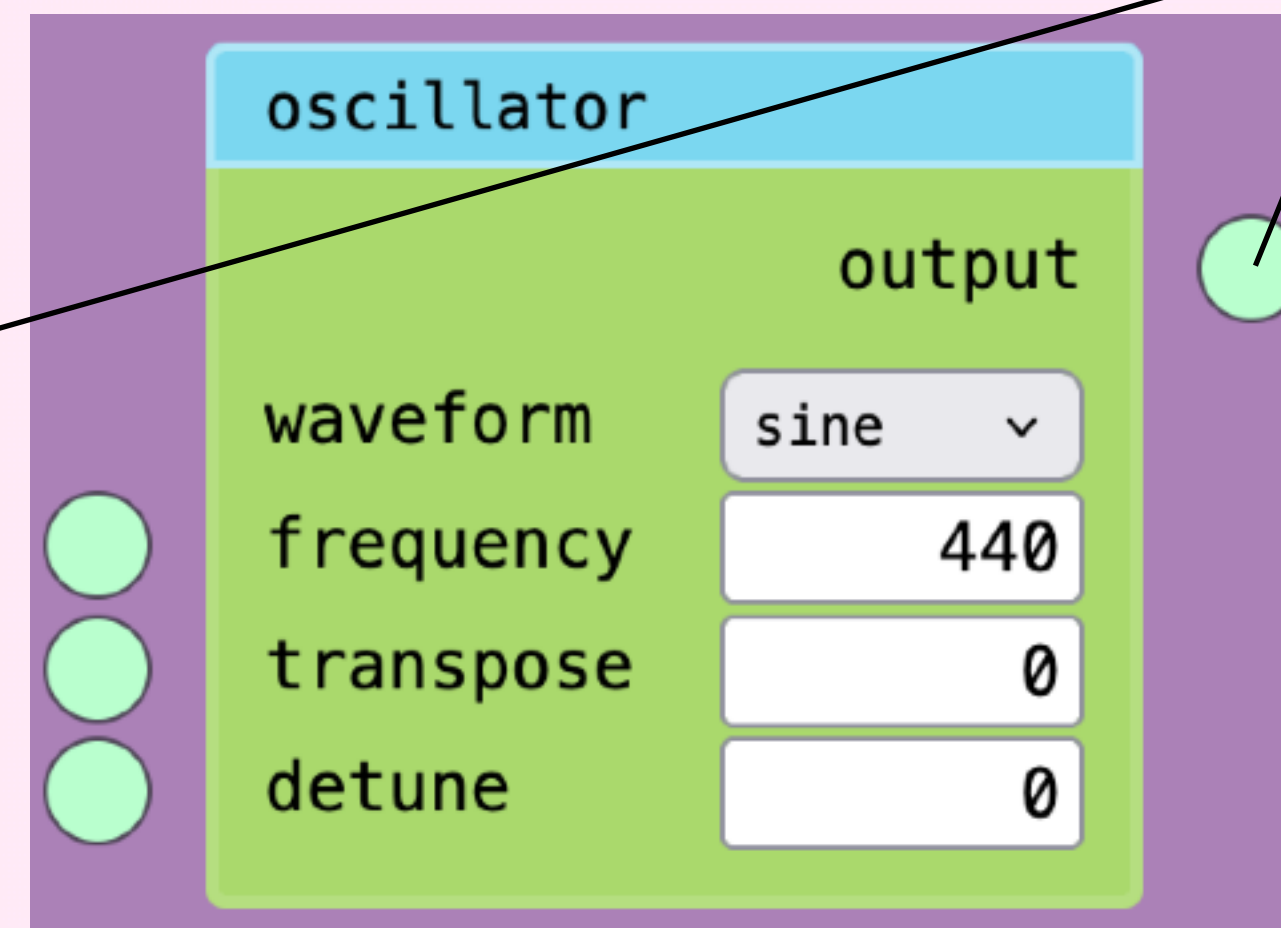 oscillator
output
waveform sine
frequency 440
transpose 0
detune 0